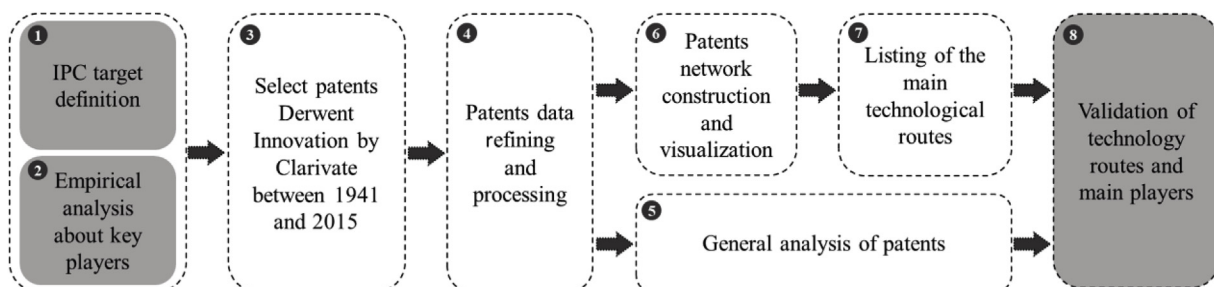 1
IPC target
definition
2
Empirical
analysis
about key
players
3
Select patents
Derwent
Innovation by
Clarivate
between 1941
and 2015
4
Patents data
refining
and
processing
6
Patents
network
construction
and
visualization
7
Listing of the
main
technological
routes
5
General analysis of patents
8
Validation of
technology
routes and
main players